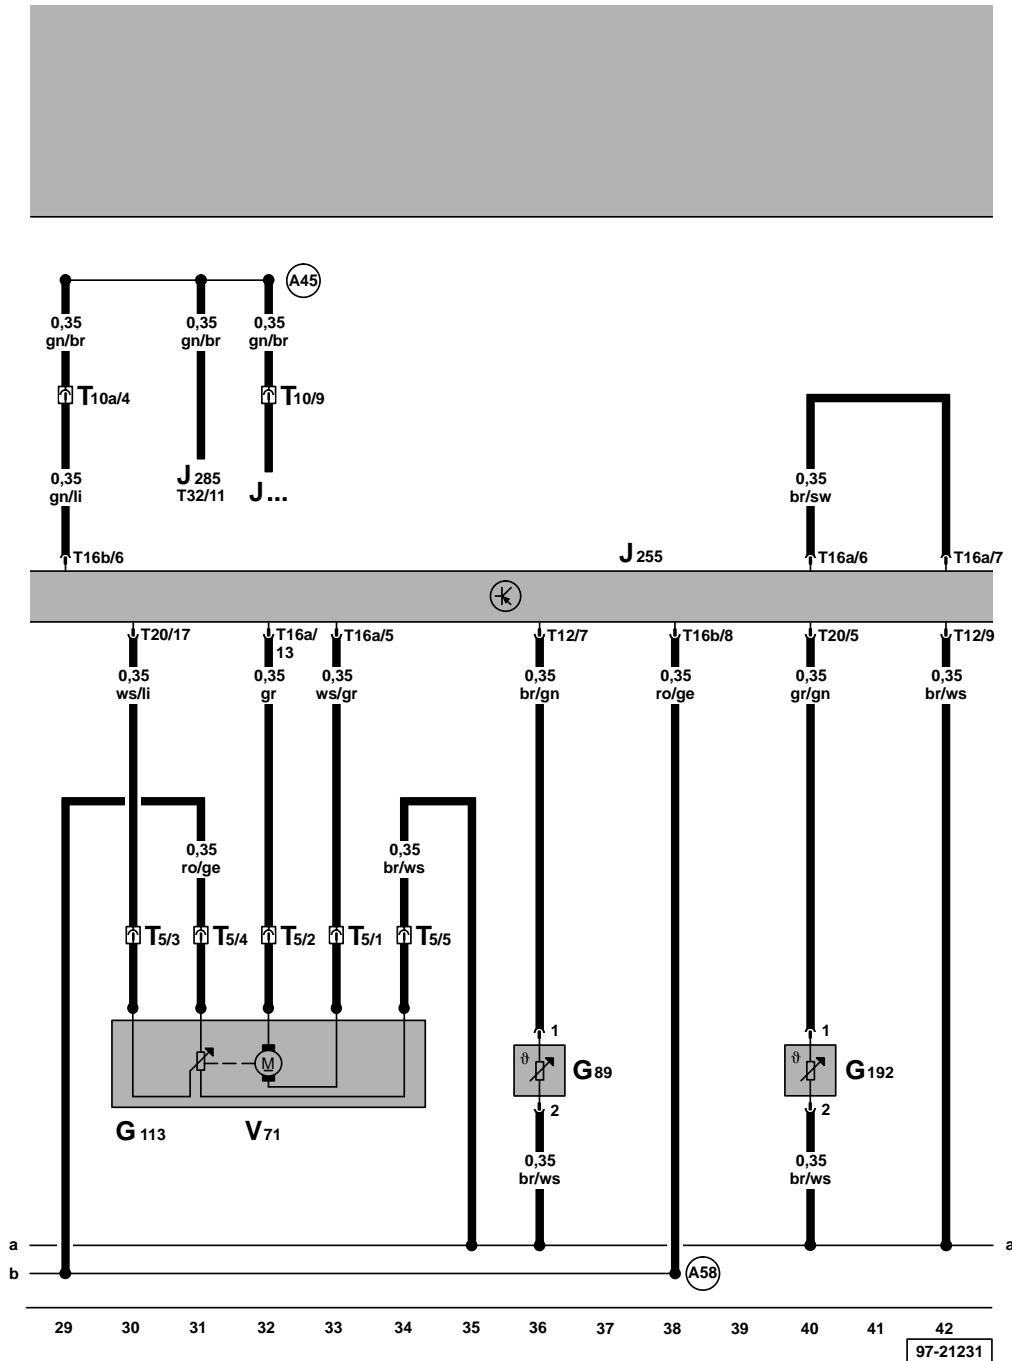 A45
0,35 0,35 0,35
gn/br gn/br gn/br
T10a/4 T10/9
0,35 J285 J... 0,35
gn/li T32/11 br/sw
T16b/6 J255 T16a/6 T16a/7
T20/17 T16a/13 T16a/5 T12/7 T16b/8 T20/5 T12/9
0,35 0,35 0,35 0,35 0,35 0,35 0,35
ws/li gr ws/gr br/gn ro/ge gr/gn br/ws
0,35 0,35
ro/ge br/ws
T5/3 T5/4 T5/2 T5/1 T5/5
1 1
M ϑ G89 ϑ G192
2 2
G113 V71
0,35 0,35
br/ws br/ws
a a
b A58
29 30 31 32 33 34 35 36 37 38 39 40 41 42
97-21231